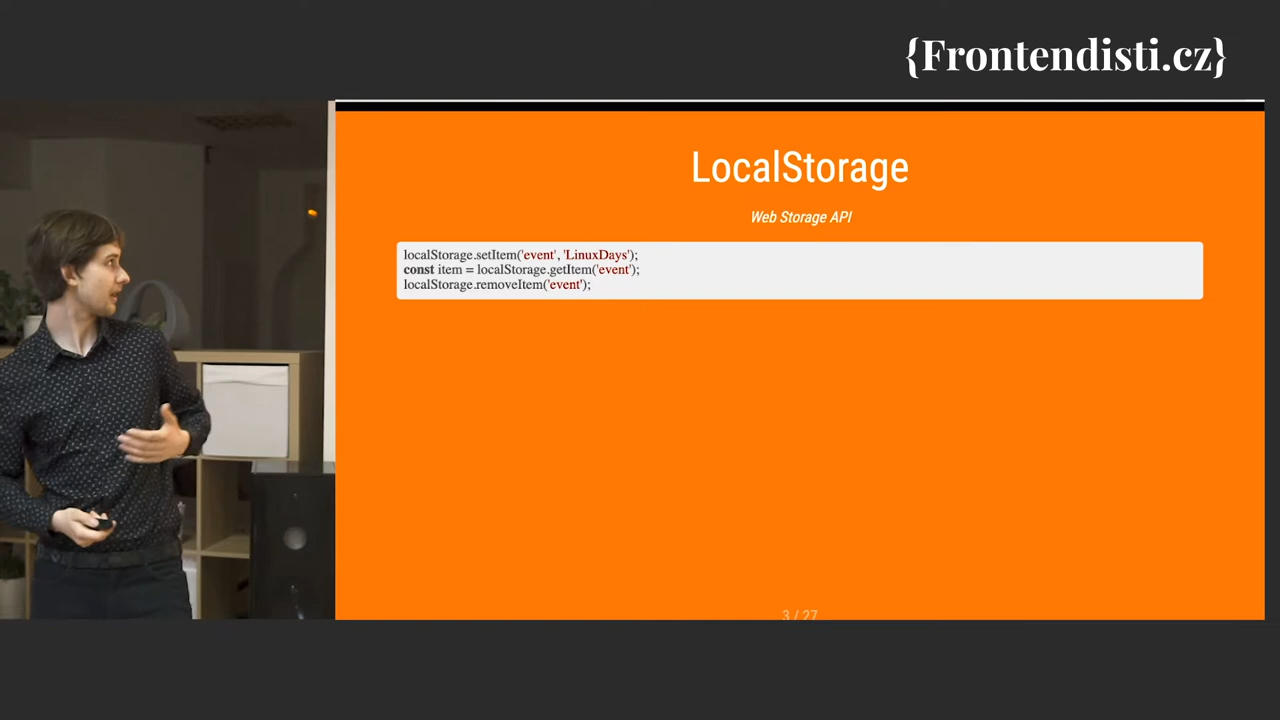 {Frontendisti.cz}
LocalStorage
Web Storage API
localStorage.setItem('event', 'LinuxDays');
const item = localStorage.getItem('event');
localStorage.removeItem('event');
3 / 27